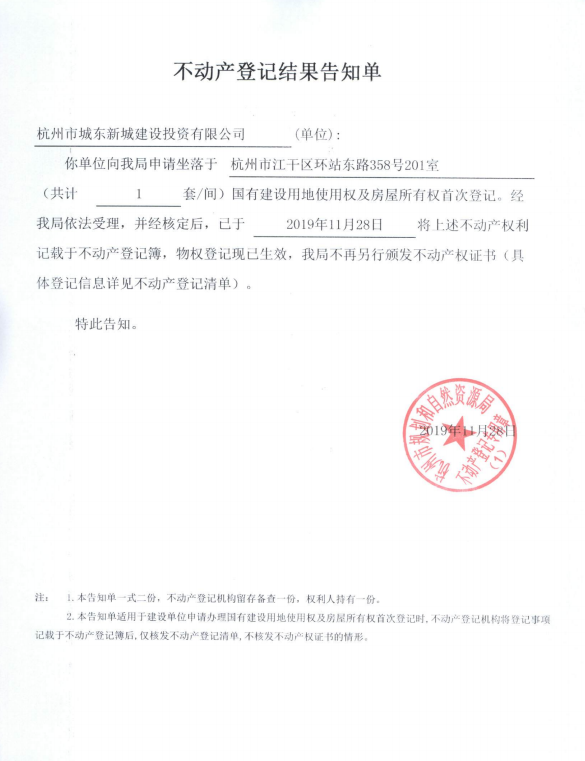 不动产登记结果告知单
杭州市城东新城建设投资有限公司 (单位):
你单位向我局申请坐落于 杭州市江干区环站东路358号201室
(共计 1 套/间)国有建设用地使用权及房屋所有权首次登记。经
我局依法受理，并经核定后，已于 2019年11月28日 将上述不动产权利
记载于不动产登记簿，物权登记现已生效，我局不再另行颁发不动产权证书（具
体登记信息详见不动产登记清单）。
特此告知。
杭州市规划和自然资源局
2019年11月28日
不动产登记专用章
(1)
注: 1.本告知单一式二份，不动产登记机构留存备查一份，权利人持有一份。
2.本告知单适用于建设单位申请办理国有建设用地使用权及房屋所有权首次登记时,不动产登记机构将登记事项
记载于不动产登记簿后,仅核发不动产登记清单,不核发不动产权证书的情形。